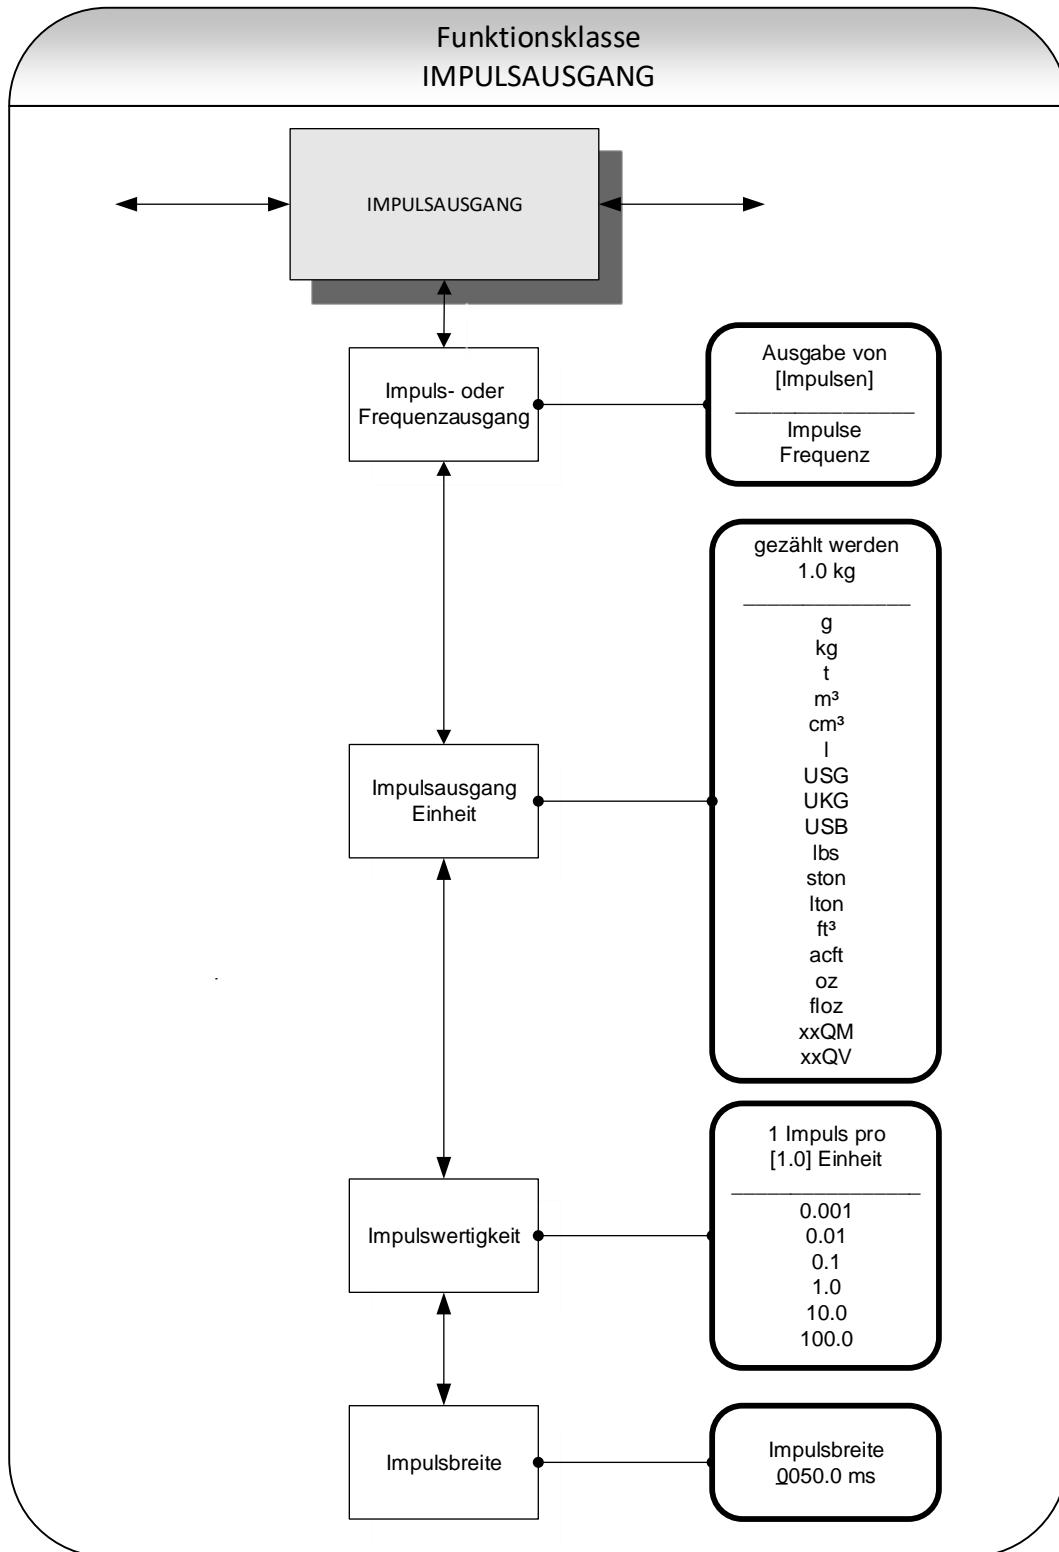 Funktionsklasse
IMPULSAUSGANG
IMPULSAUSGANG
Impuls- oder
Frequenzausgang
Ausgabe von
[Impulsen]
Impulse
Frequenz
Impulsausgang
Einheit
gezählt werden
1.0 kg
g
kg
t
m³
cm³
l
USG
UKG
USB
lbs
ston
lton
ft³
acft
oz
floz
xxQM
xxQV
Impulswertigkeit
1 Impuls pro
[1.0] Einheit
0.001
0.01
0.1
1.0
10.0
100.0
Impulsbreite
Impulsbreite
0050.0 ms